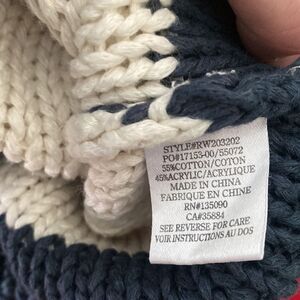 STYLE#RW203202
PO#17153-00/55072
55%COTTON/COTON
45%ACRYLIC/ACRYLIQUE
MADE IN CHINA
FABRIQUE EN CHINE
RN#135090
CA#35884
SEE REVERSE FOR CARE
VOIR INSTRUCTIONS AU DOS